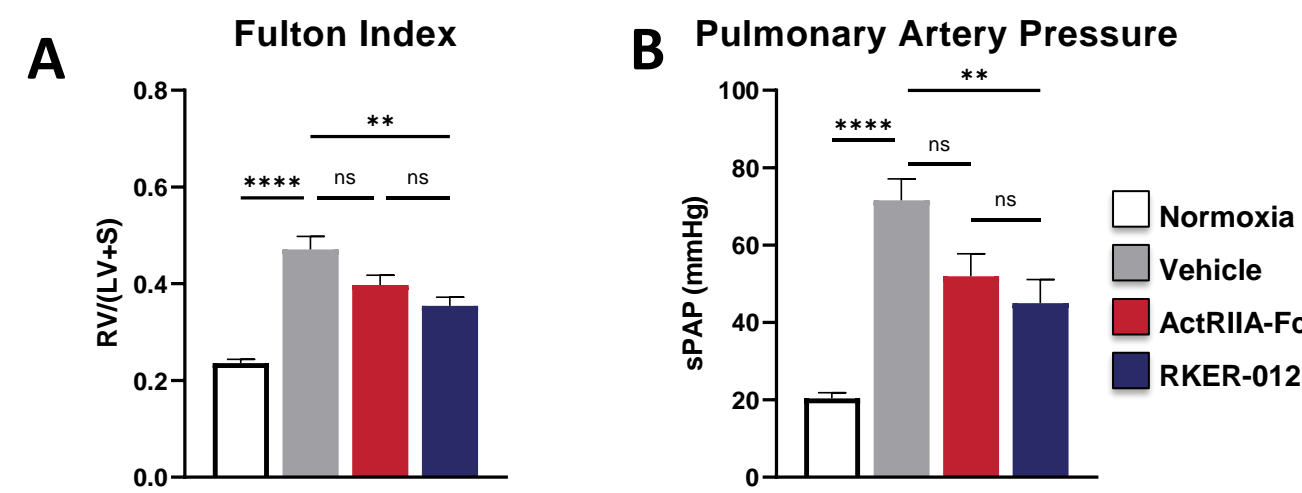 A
Fulton Index
RV/(LV+S)
0.8
0.6
0.4
0.2
0.0
**
****
ns
ns
B
Pulmonary Artery Pressure
sPAP (mmHg)
100
80
60
40
20
0
**
****
ns
ns
Normoxia
Vehicle
ActRIIA-Fc
RKER-012